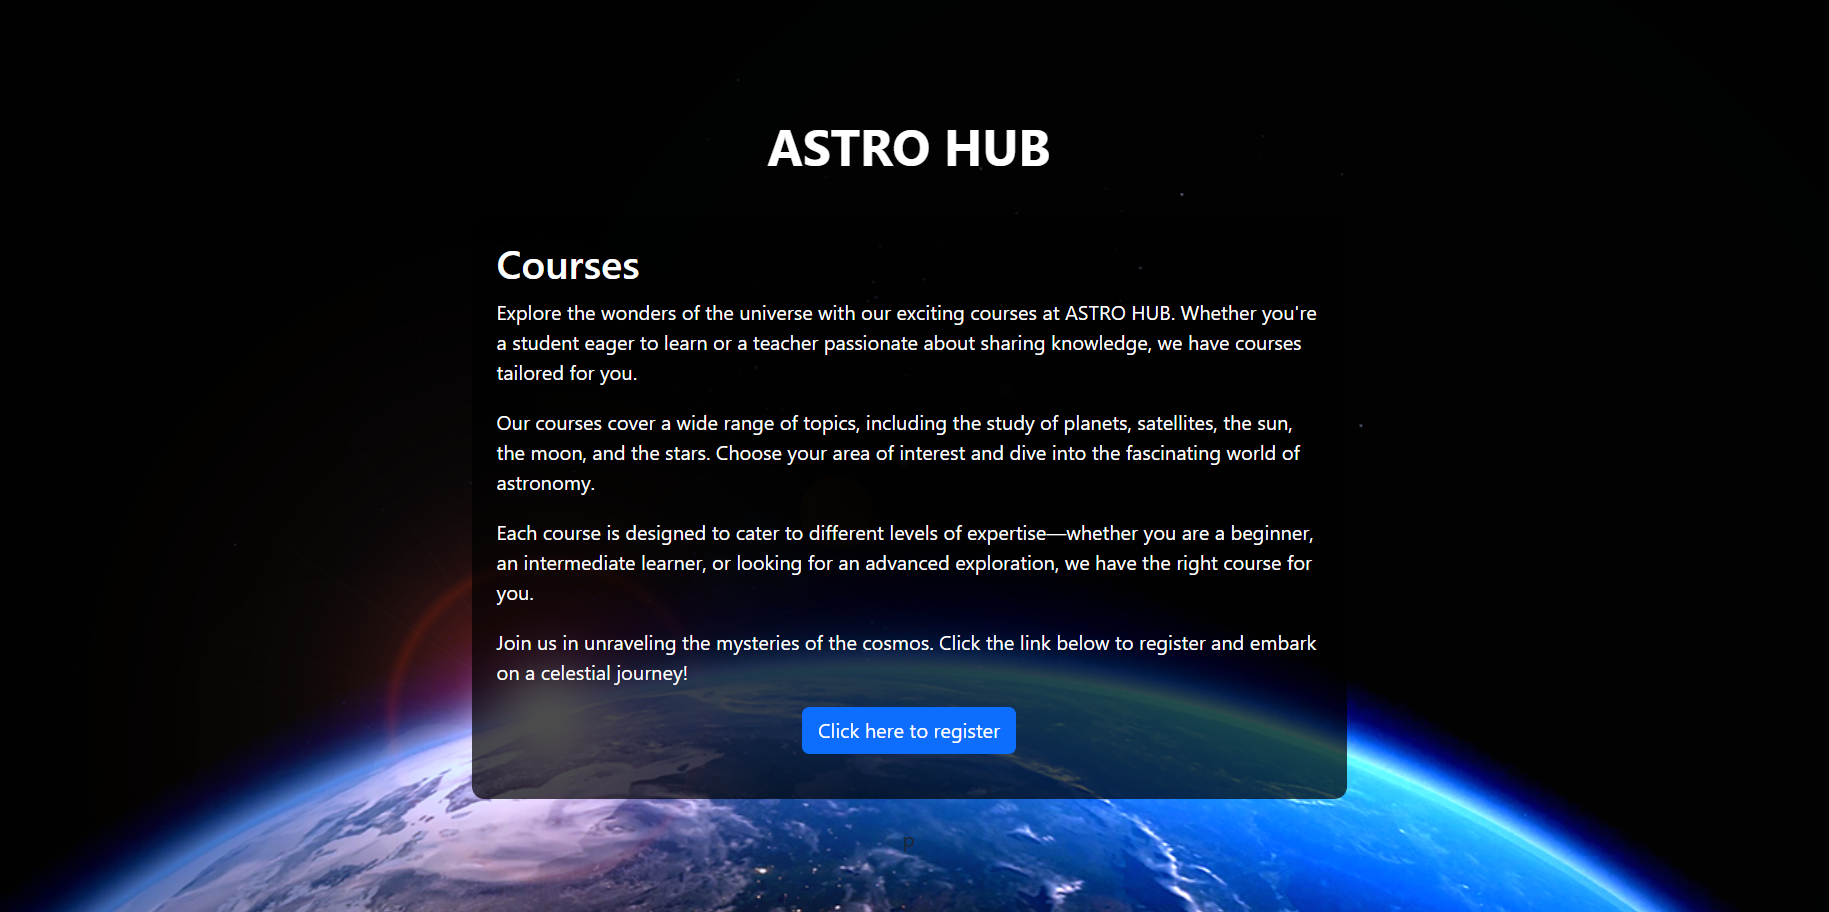 ASTRO HUB
Courses
Explore the wonders of the universe with our exciting courses at ASTRO HUB. Whether you're
a student eager to learn or a teacher passionate about sharing knowledge, we have courses
tailored for you.
Our courses cover a wide range of topics, including the study of planets, satellites, the sun,
the moon, and the stars. Choose your area of interest and dive into the fascinating world of
astronomy.
Each course is designed to cater to different levels of expertise—whether you are a beginner,
an intermediate learner, or looking for an advanced exploration, we have the right course for
you.
Join us in unraveling the mysteries of the cosmos. Click the link below to register and embark
on a celestial journey!
Click here to register
p